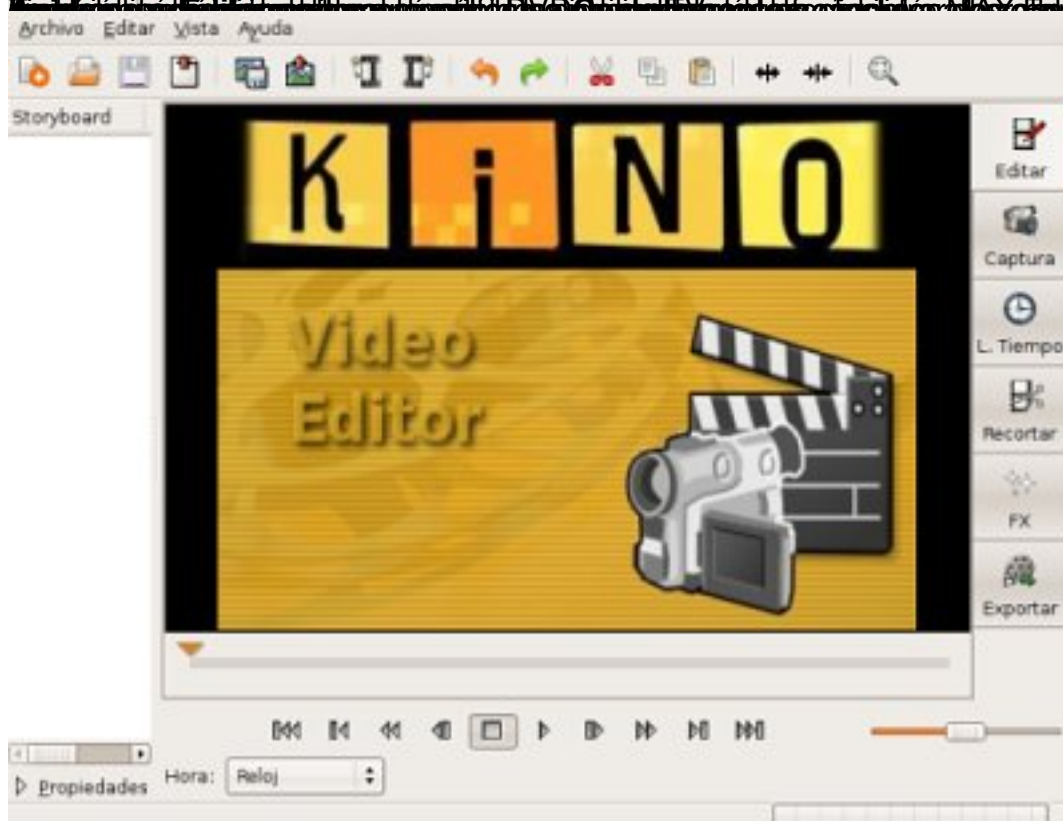 Archivo Editar Vista Ayuda
Storyboard
KiNO
Video
Editor
Editar
Captura
L. Tiempo
Recortar
FX
Exportar
Hora: Reloj
Propiedades